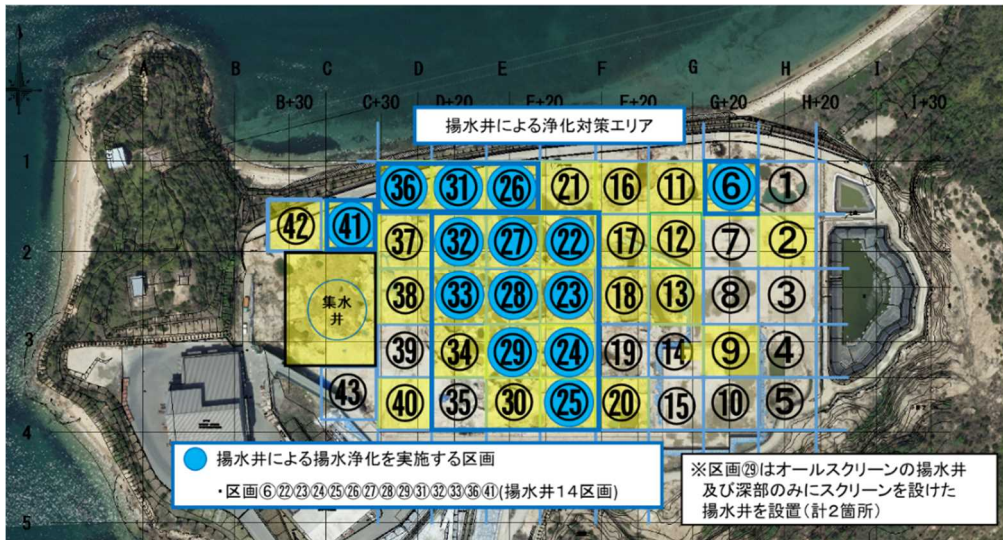 A B C D E F G H I
B+30 C+30 D+20 E+20 F+20 G+20 H+20 I+30
揚水井による浄化対策エリア
1
㊱ ㉛ ㉖ ㉑ ⑯ ⑪ ⑥ ①
㊷ ㊶ ㊲ ㉜ ㉗ ㉒ ⑰ ⑫ ⑦ ②
2
集水
井
㊳ ㉝ ㉘ ㉓ ⑱ ⑬ ⑧ ③
3
㊴ ㉞ ㉙ ㉔ ⑲ ⑭ ⑨ ④
㊸ ㊵ ㉟ ㉚ ㉕ ⑳ ⑮ ⑩ ⑤
4
揚水井による揚水浄化を実施する区画
・区画⑥㉒㉓㉔㉕㉖㉗㉘㉙㉛㉜㉝㊱㊶(揚水井14区画)
※区画㉙はオールスクリーンの揚水井
及び深部のみにスクリーンを設けた
揚水井を設置(計2箇所)
5